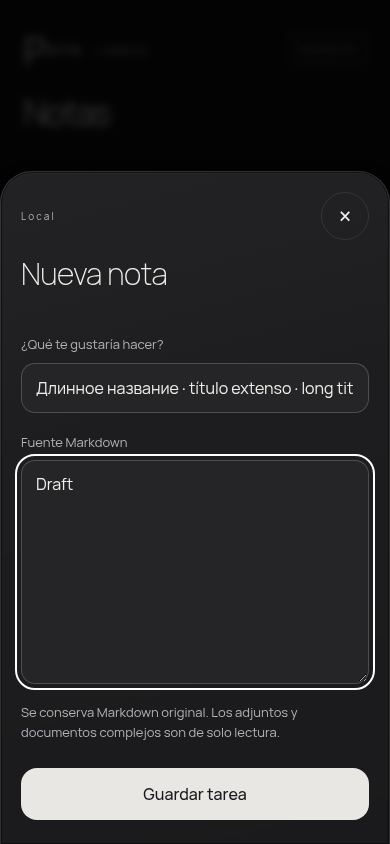 Notas
Local
Nueva nota
¿Qué te gustaría hacer?
Длинное название · título extenso · long tit
Fuente Markdown
Draft
Se conserva Markdown original. Los adjuntos y
documentos complejos son de solo lectura.
Guardar tarea